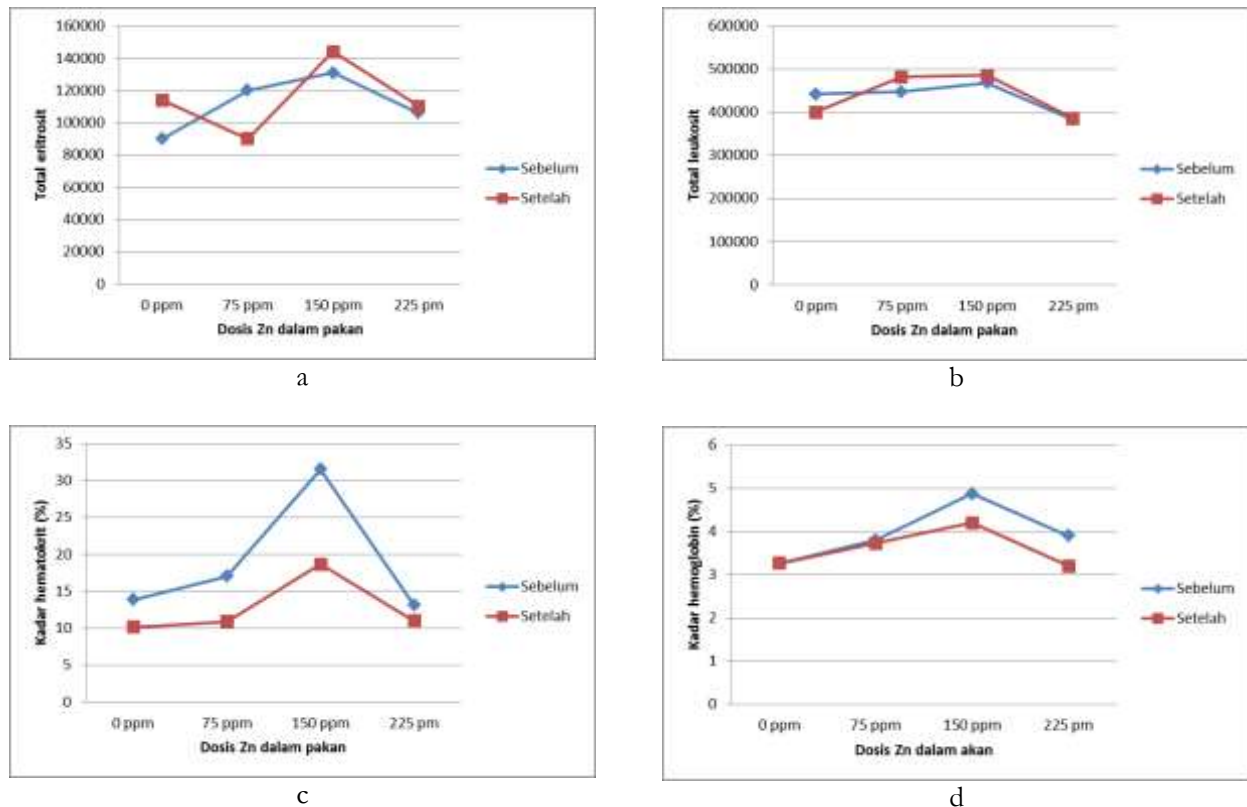 160000
140000
120000
100000
80000
60000
40000
20000
0
Total eritrosit
0 ppm 75 ppm 150 ppm 225 pm
Dosis Zn dalam pakan
Sebelum
Setelah
a
600000
500000
400000
300000
200000
100000
0
Total leukosit
0 ppm 75 ppm 150 ppm 225 pm
Dosis Zn dalam pakan
Sebelum
Setelah
b
35
30
25
20
15
10
5
0
Kadar hematokrit (%)
0 ppm 75 ppm 150 ppm 225 pm
Dosis Zn dalam pakan
Sebelum
Setelah
c
6
5
4
3
2
1
0
Kadar hemoglobin (%)
0 ppm 75 ppm 150 ppm 225 pm
Dosis Zn dalam akan
Sebelum
Setelah
d